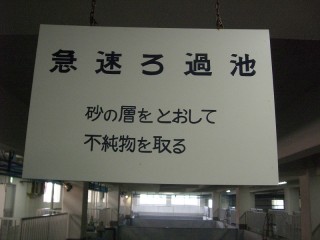 急速ろ過池
砂の層をとおして
不純物を取る